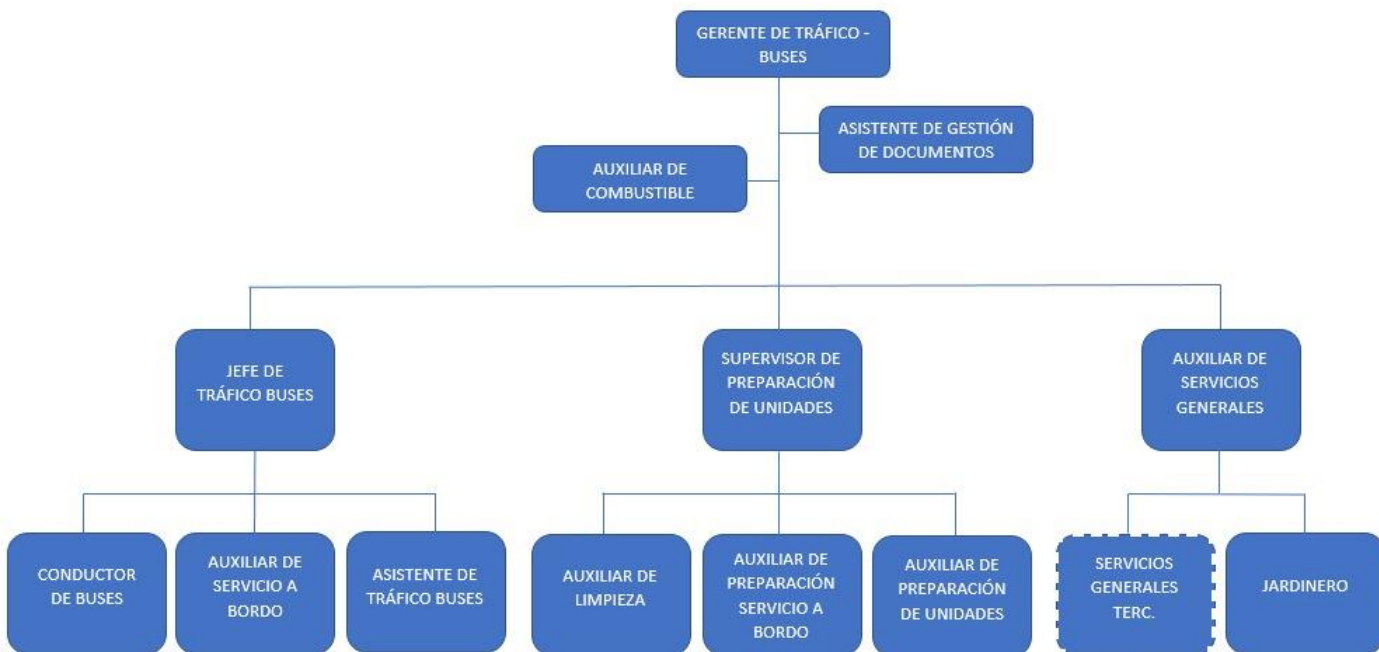 GERENTE DE TRÁFICO -
BUSES
ASISTENTE DE GESTIÓN
DE DOCUMENTOS
AUXILIAR DE
COMBUSTIBLE
JEFE DE
TRÁFICO BUSES
SUPERVISOR DE
PREPARACIÓN
DE UNIDADES
AUXILIAR DE
SERVICIOS
GENERALES
CONDUCTOR
DE BUSES
AUXILIAR DE
SERVICIO A
BORDO
ASISTENTE DE
TRÁFICO BUSES
AUXILIAR DE
LIMPIEZA
AUXILIAR DE
PREPARACIÓN
SERVICIO A
BORDO
AUXILIAR DE
PREPARACIÓN
DE UNIDADES
SERVICIOS
GENERALES
TERC.
JARDINERO